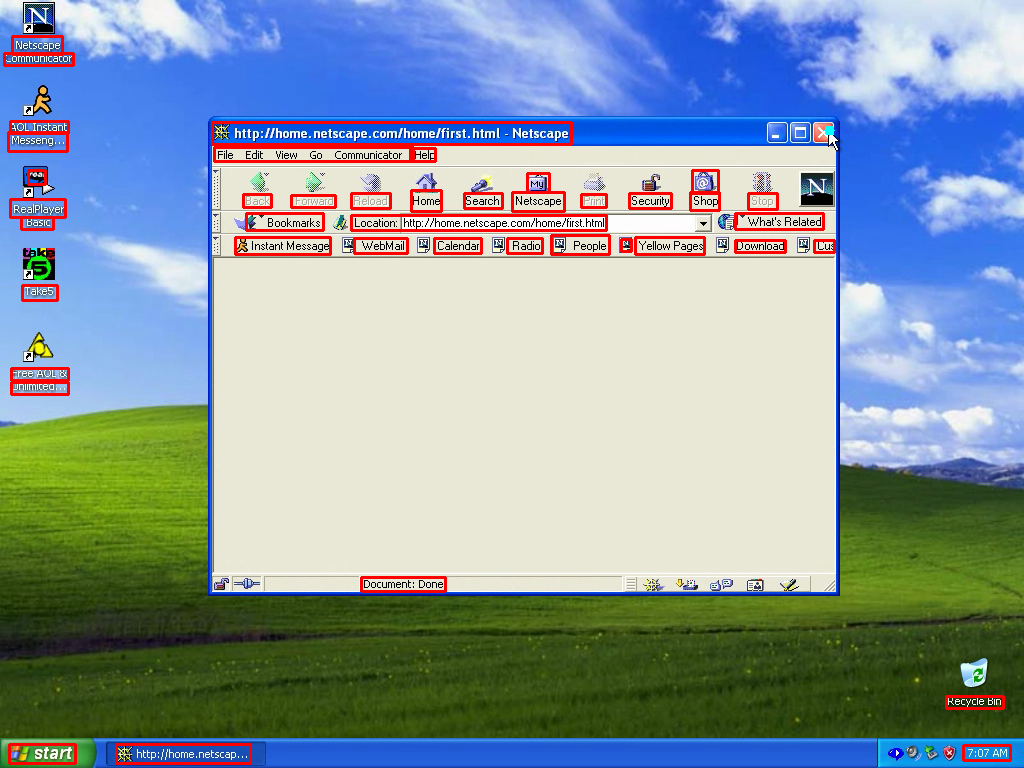 Netscape
Communicator
AOL Instant
Messeng...
RealPlayer
Basic
take
5
Take5
Free AOL &
Unlimited...
http://home.netscape.com/home/first.html - Netscape
File Edit View Go Communicator Help
My
Back Forward Reload Home Search Netscape Print Security Shop Stop
N
Bookmarks Location: http://home.netscape.com/home/first.html What's Related
Instant Message WebMail Calendar Radio People Yellow Pages Download Cus
Document: Done
Recycle Bin
start http://home.netscap... 7:07 AM